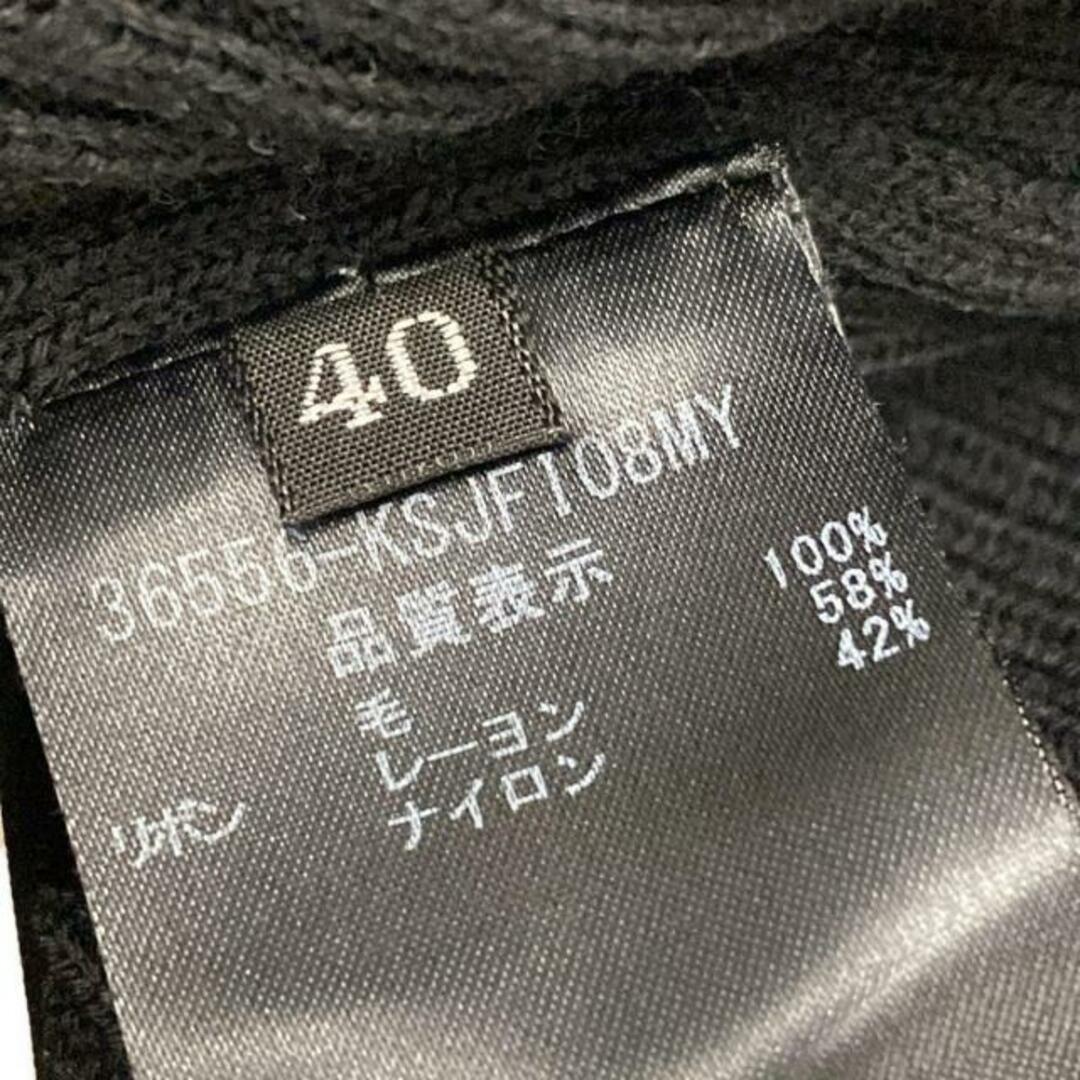 40
36556-KSJF108MY
品質表示
毛 100%
リボン レーヨン 58%
ナイロン 42%